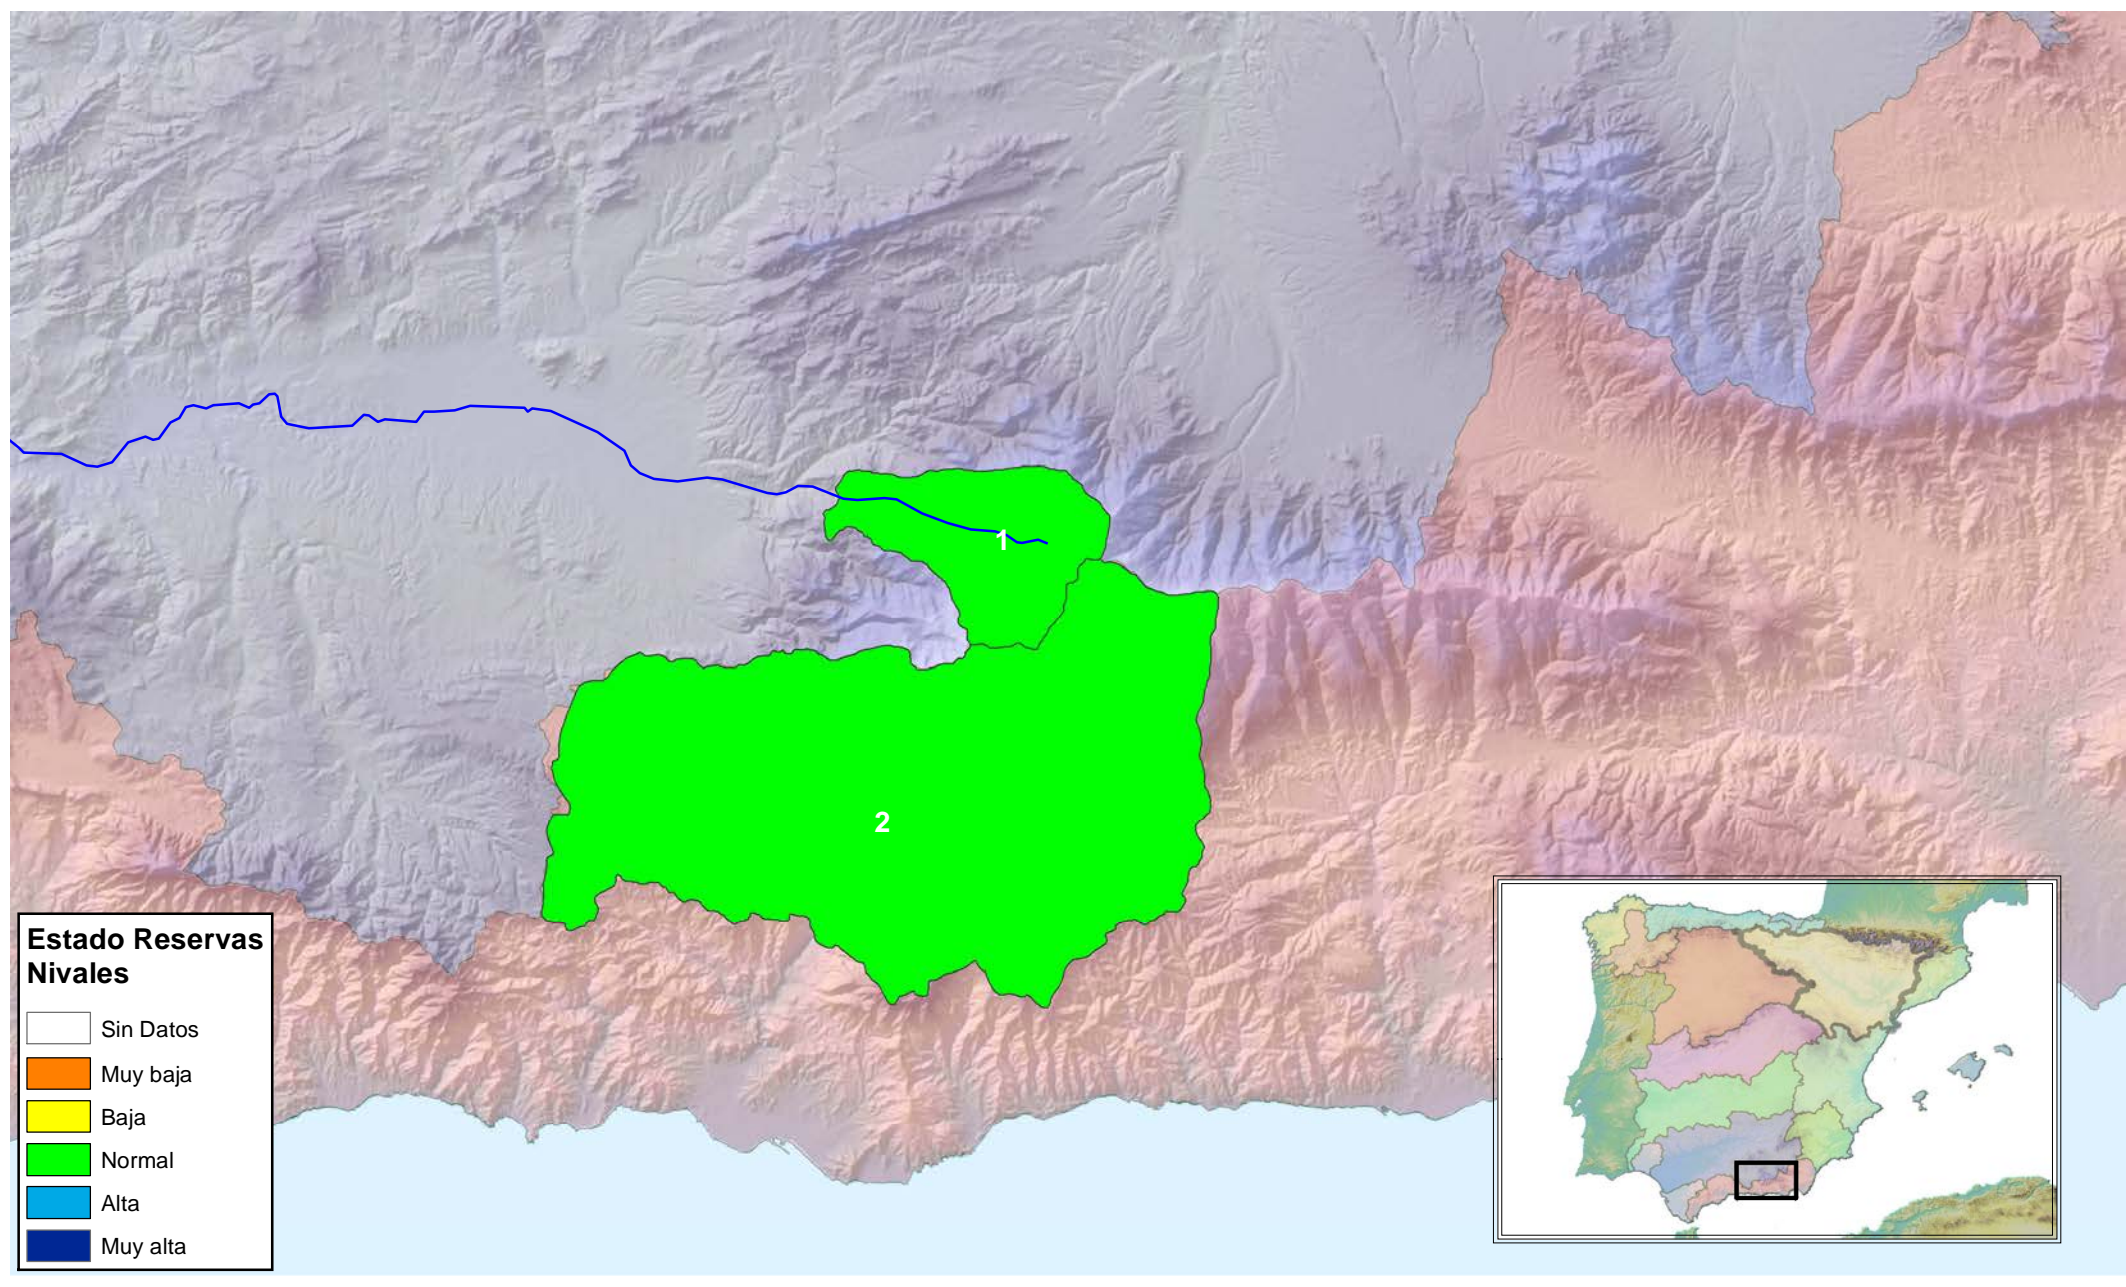 1
2
Estado Reservas
Nivales
Sin Datos
Muy baja
Baja
Normal
Alta
Muy alta